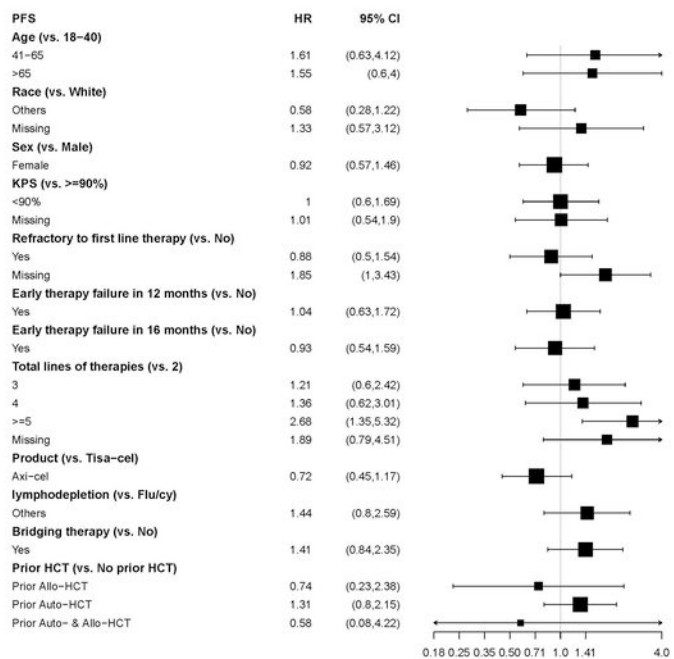 PFS HR 95% CI
Age (vs. 18−40)
41−65 1.61 (0.63,4.12)
>65 1.55 (0.6,4)
Race (vs. White)
Others 0.58 (0.28,1.22)
Missing 1.33 (0.57,3.12)
Sex (vs. Male)
Female 0.92 (0.57,1.46)
KPS (vs. >=90%)
<90% 1 (0.6,1.69)
Missing 1.01 (0.54,1.9)
Refractory to first line therapy (vs. No)
Yes 0.88 (0.5,1.54)
Missing 1.85 (1,3.43)
Early therapy failure in 12 months (vs. No)
Yes 1.04 (0.63,1.72)
Early therapy failure in 16 months (vs. No)
Yes 0.93 (0.54,1.59)
Total lines of therapies (vs. 2)
3 1.21 (0.6,2.42)
4 1.36 (0.62,3.01)
>=5 2.68 (1.35,5.32)
Missing 1.89 (0.79,4.51)
Product (vs. Tisa−cel)
Axi−cel 0.72 (0.45,1.17)
lymphodepletion (vs. Flu/cy)
Others 1.44 (0.8,2.59)
Bridging therapy (vs. No)
Yes 1.41 (0.84,2.35)
Prior HCT (vs. No prior HCT)
Prior Allo−HCT 0.74 (0.23,2.38)
Prior Auto−HCT 1.31 (0.8,2.15)
Prior Auto− & Allo−HCT 0.58 (0.08,4.22)
0.18 0.25 0.35 0.50 0.71 1.0 1.41 4.0